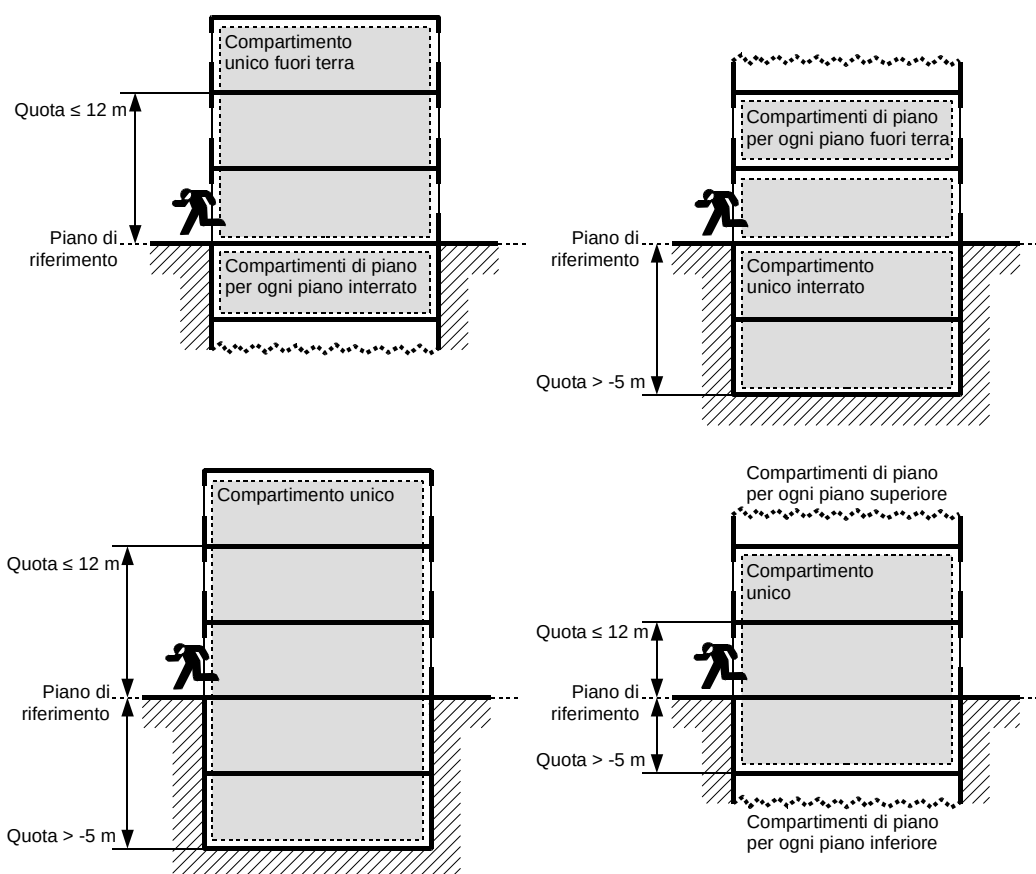 Compartimento
unico fuori terra
Quota ≤ 12 m
Piano di
riferimento
Compartimenti di piano
per ogni piano interrato
Compartimenti di piano
per ogni piano fuori terra
Piano di
riferimento
Compartimento
unico interrato
Quota > -5 m
Compartimento unico
Quota ≤ 12 m
Piano di
riferimento
Quota > -5 m
Compartimenti di piano
per ogni piano superiore
Compartimento
unico
Quota ≤ 12 m
Piano di
riferimento
Quota > -5 m
Compartimenti di piano
per ogni piano inferiore